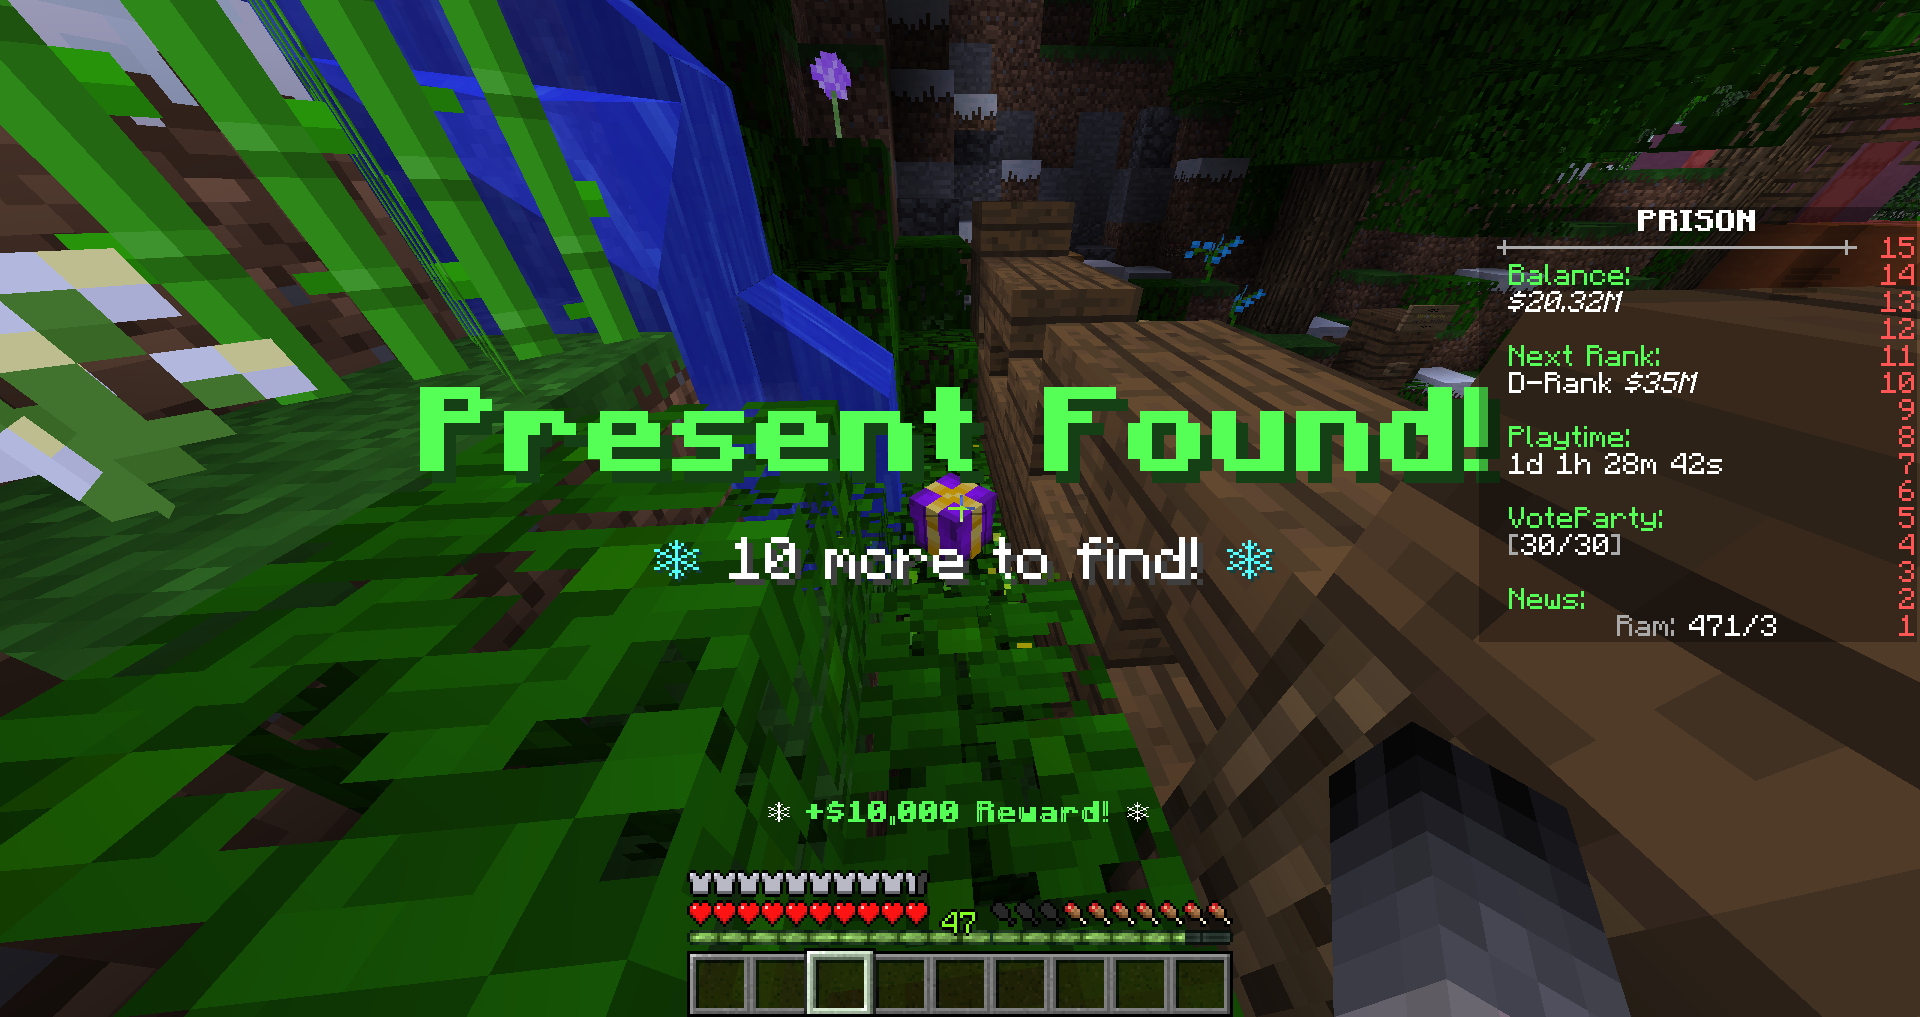 PRISON
15
Balance: 14
$20.32M 13
12
Next Rank: 11
D-Rank $35M 10
9
Playtime: 8
1d 1h 28m 42s 7
6
VoteParty: 5
[30/30] 4
3
News: 2
Ram: 471/3 1
Present Found!
❄ 10 more to find! ❄
❄ +$10,000 Reward! ❄
47